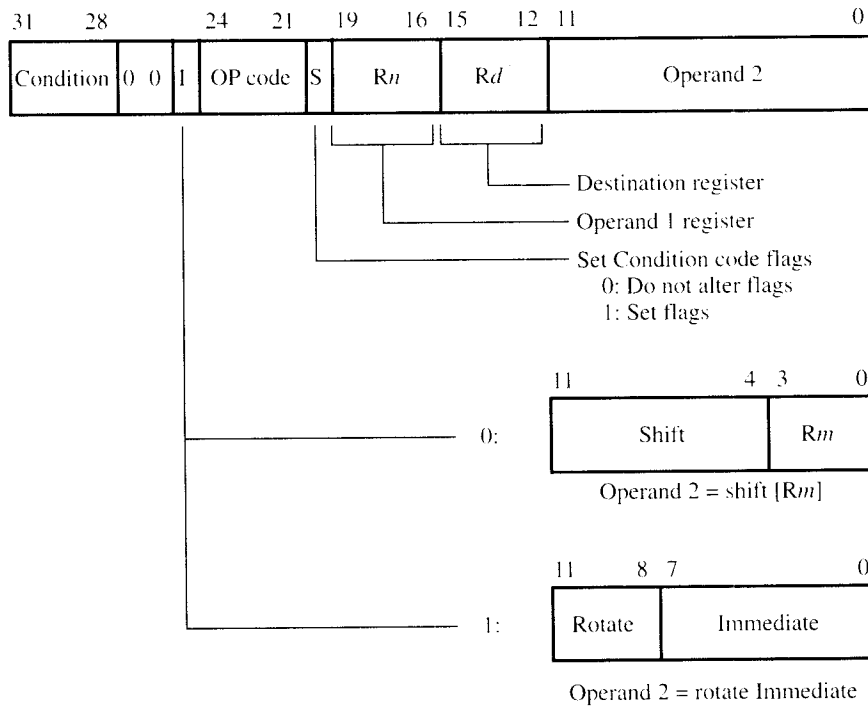 31 28 24 21 19 16 15 12 11 0
Condition 0 0 I OP code S Rn Rd Operand 2
Destination register
Operand 1 register
Set Condition code flags
0: Do not alter flags
1: Set flags
11 4 3 0
0: Shift Rm
Operand 2 = shift [Rm]
11 8 7 0
1: Rotate Immediate
Operand 2 = rotate Immediate